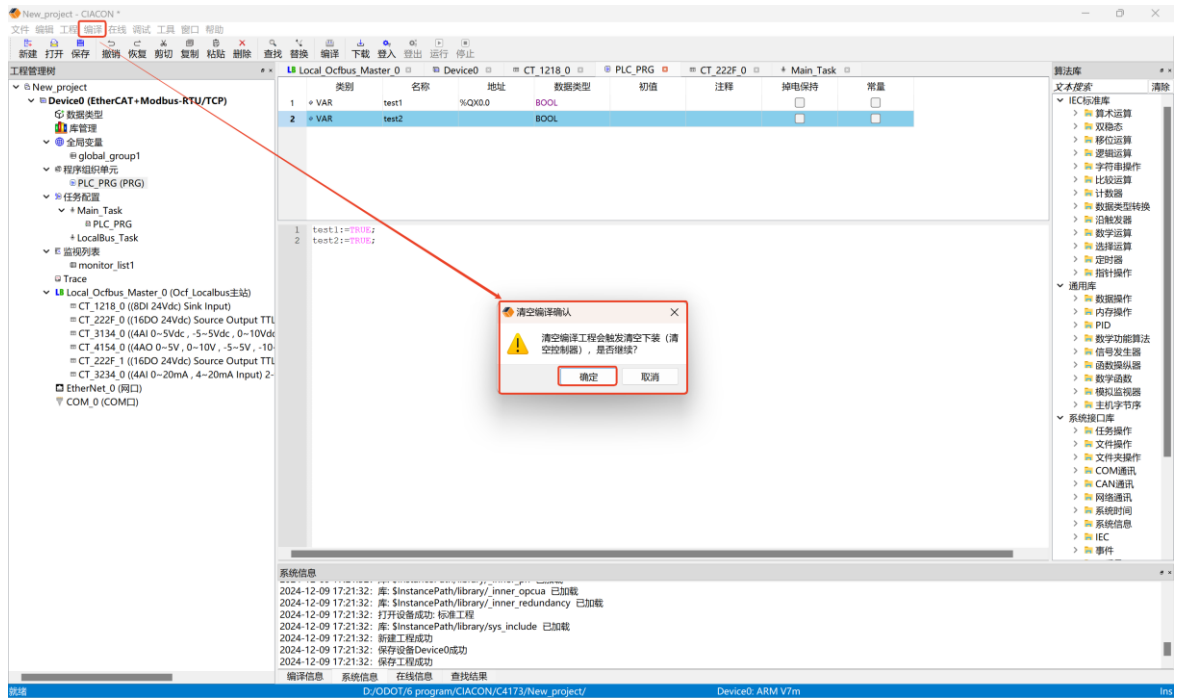 New_project - CIACON *
文件 编辑 工程 编译 在线 调试 工具 窗口 帮助
新建 打开 保存 撤销 恢复 剪切 复制 粘贴 删除 查找 替换 编译 下载 登入 登出 运行 停止
工程管理树
New_project
Device0 (EtherCAT+Modbus-RTU/TCP)
数据类型
库管理
全局变量
global_group1
程序组织单元
PLC_PRG (PRG)
任务配置
Main_Task
PLC_PRG
LocalBus_Task
监视列表
monitor_list1
Trace
Local_Ocfbus_Master_0 (Ocf_Localbus主站)
CT_1218_0 ((8DI 24Vdc) Sink Input)
CT_222F_0 ((16DO 24Vdc) Source Output TTL
CT_3134_0 ((4AI 0~5Vdc , -5~5Vdc , 0~10Vdc
CT_4154_0 ((4AO 0~5V , 0~10V , -5~5V , -10-
CT_222F_1 ((16DO 24Vdc) Source Output TTL
CT_3234_0 ((4AI 0~20mA , 4~20mA Input) 2-
EtherNet_0 (网口)
COM_0 (COM口)
Local_Ocfbus_Master_0 Device0 CT_1218_0 PLC_PRG CT_222F_0 Main_Task
类别 名称 地址 数据类型 初值 注释 掉电保持 常量
1 VAR test1 %QX0.0 BOOL
2 VAR test2 BOOL
1 test1:=TRUE;
2 test2:=TRUE;
清空编译确认
清空编译工程会触发清空下装（清
空控制器），是否继续？
确定 取消
算法库
文本搜索 清除
IEC标准库
算术运算
双稳态
移位运算
逻辑运算
字符串操作
比较运算
计数器
数据类型转换
沿触发器
数学运算
选择运算
定时器
指针操作
通用库
数据操作
内存操作
PID
数学功能算法
信号发生器
函数操纵器
数学函数
模拟监视器
主机字节序
系统接口库
任务操作
文件操作
文件夹操作
COM通讯
CAN通讯
网络通讯
系统时间
系统信息
IEC
事件
系统信息
2024-12-09 17:21:32: 库: $InstancePath/library/_inner_opcua 已加载
2024-12-09 17:21:32: 库: $InstancePath/library/_inner_redundancy 已加载
2024-12-09 17:21:32: 打开设备成功: 标准工程
2024-12-09 17:21:32: 库: $InstancePath/library/sys_include 已加载
2024-12-09 17:21:32: 新建工程成功
2024-12-09 17:21:32: 保存设备Device0成功
2024-12-09 17:21:32: 保存工程成功
编译信息 系统信息 在线信息 查找结果
就绪 D:/ODOT/6 program/CIACON/C4173/New_project/ Device0: ARM V7m Ins